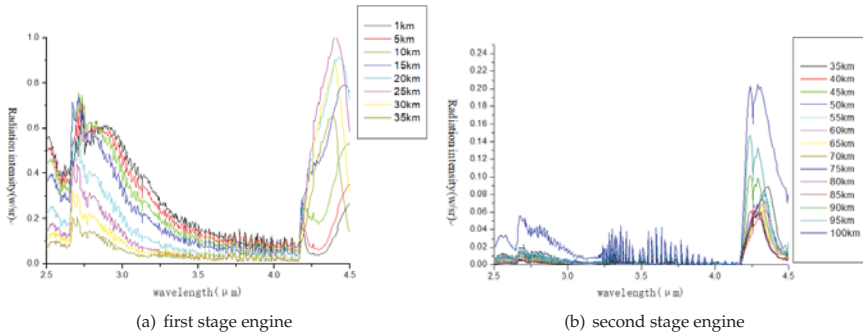 1km
5km
10km
15km
20km
25km
30km
35km
1.0
0.8
0.6
0.4
0.2
0.0
Radiation intensity(w/sr)
2.5 3.0 3.5 4.0 4.5
wavelength(μm)
(a) first stage engine
0.24
0.22
0.20
0.18
0.16
0.14
0.12
0.10
0.08
0.06
0.04
0.02
0.00
Radiation intensity(w/sr)
2.5 3.0 3.5 4.0 4.5
wavelength(μm)
35km
40km
45km
50km
55km
60km
65km
70km
75km
80km
85km
90km
95km
100km
(b) second stage engine